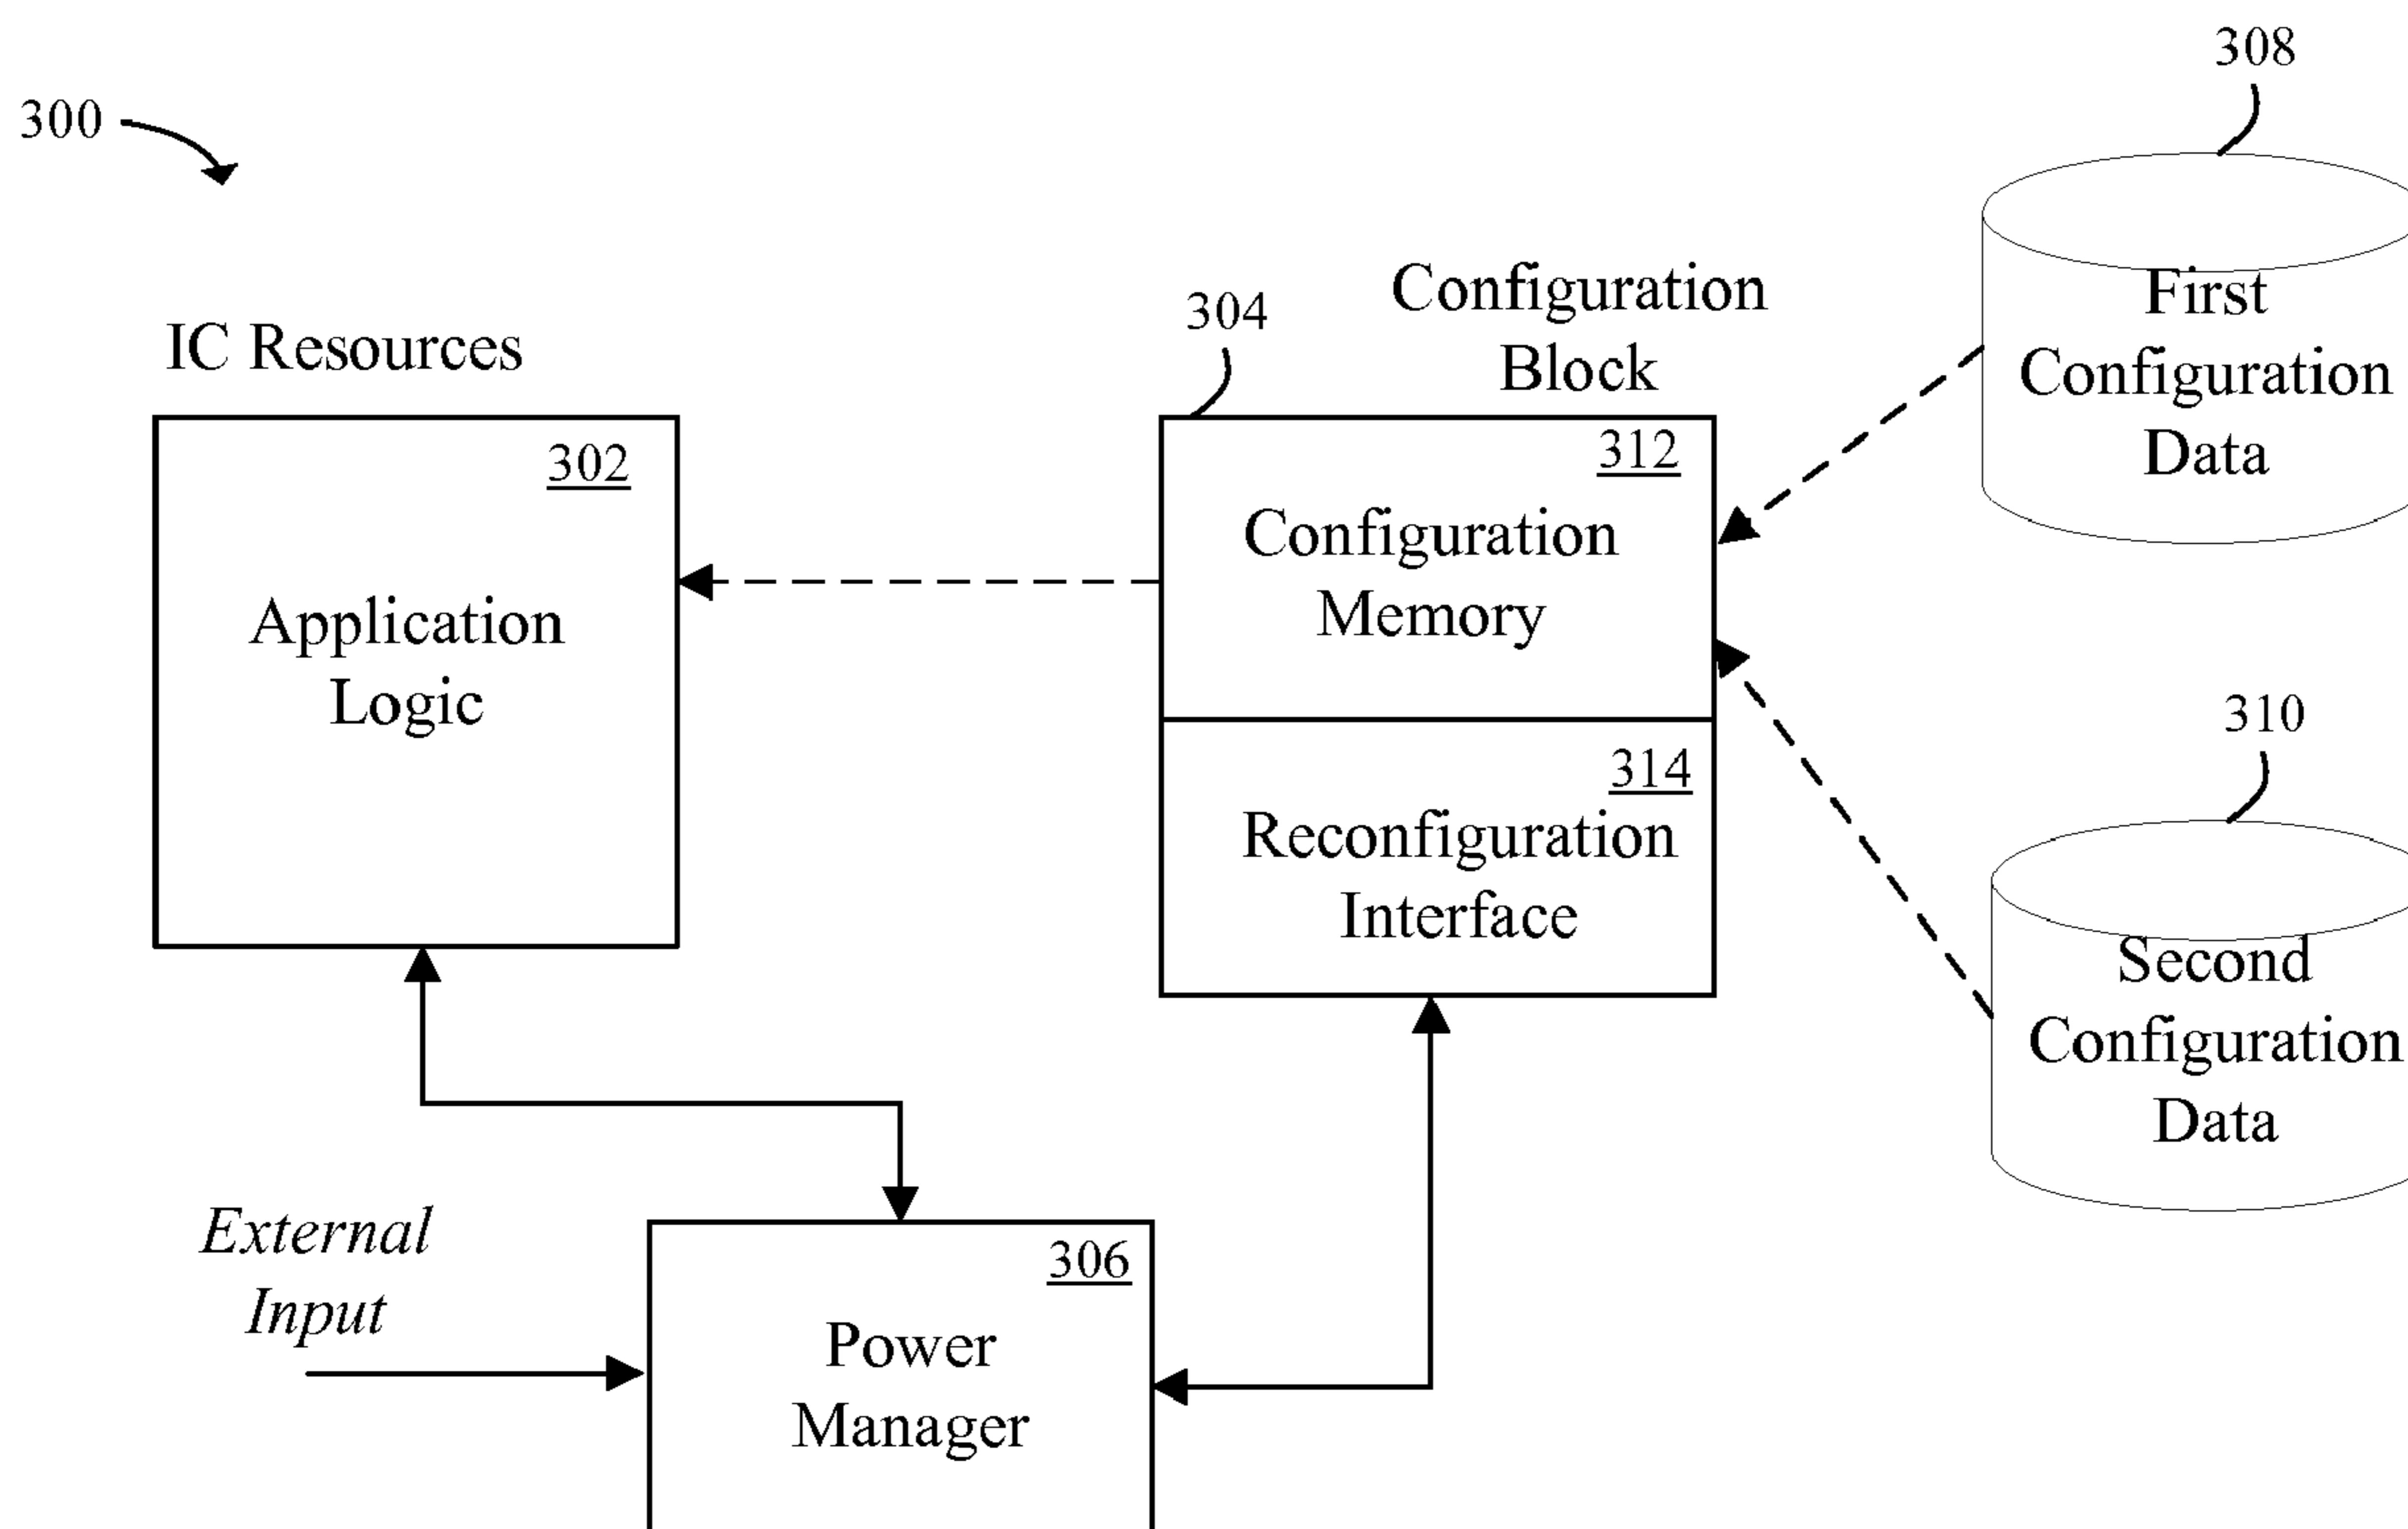 308
300
304
Configuration
Block
IC Resources
First
Configuration
Data
302
Application
Logic
312
Configuration
Memory
314
Reconfiguration
Interface
310
Second
Configuration
Data
External
Input
306
Power
Manager